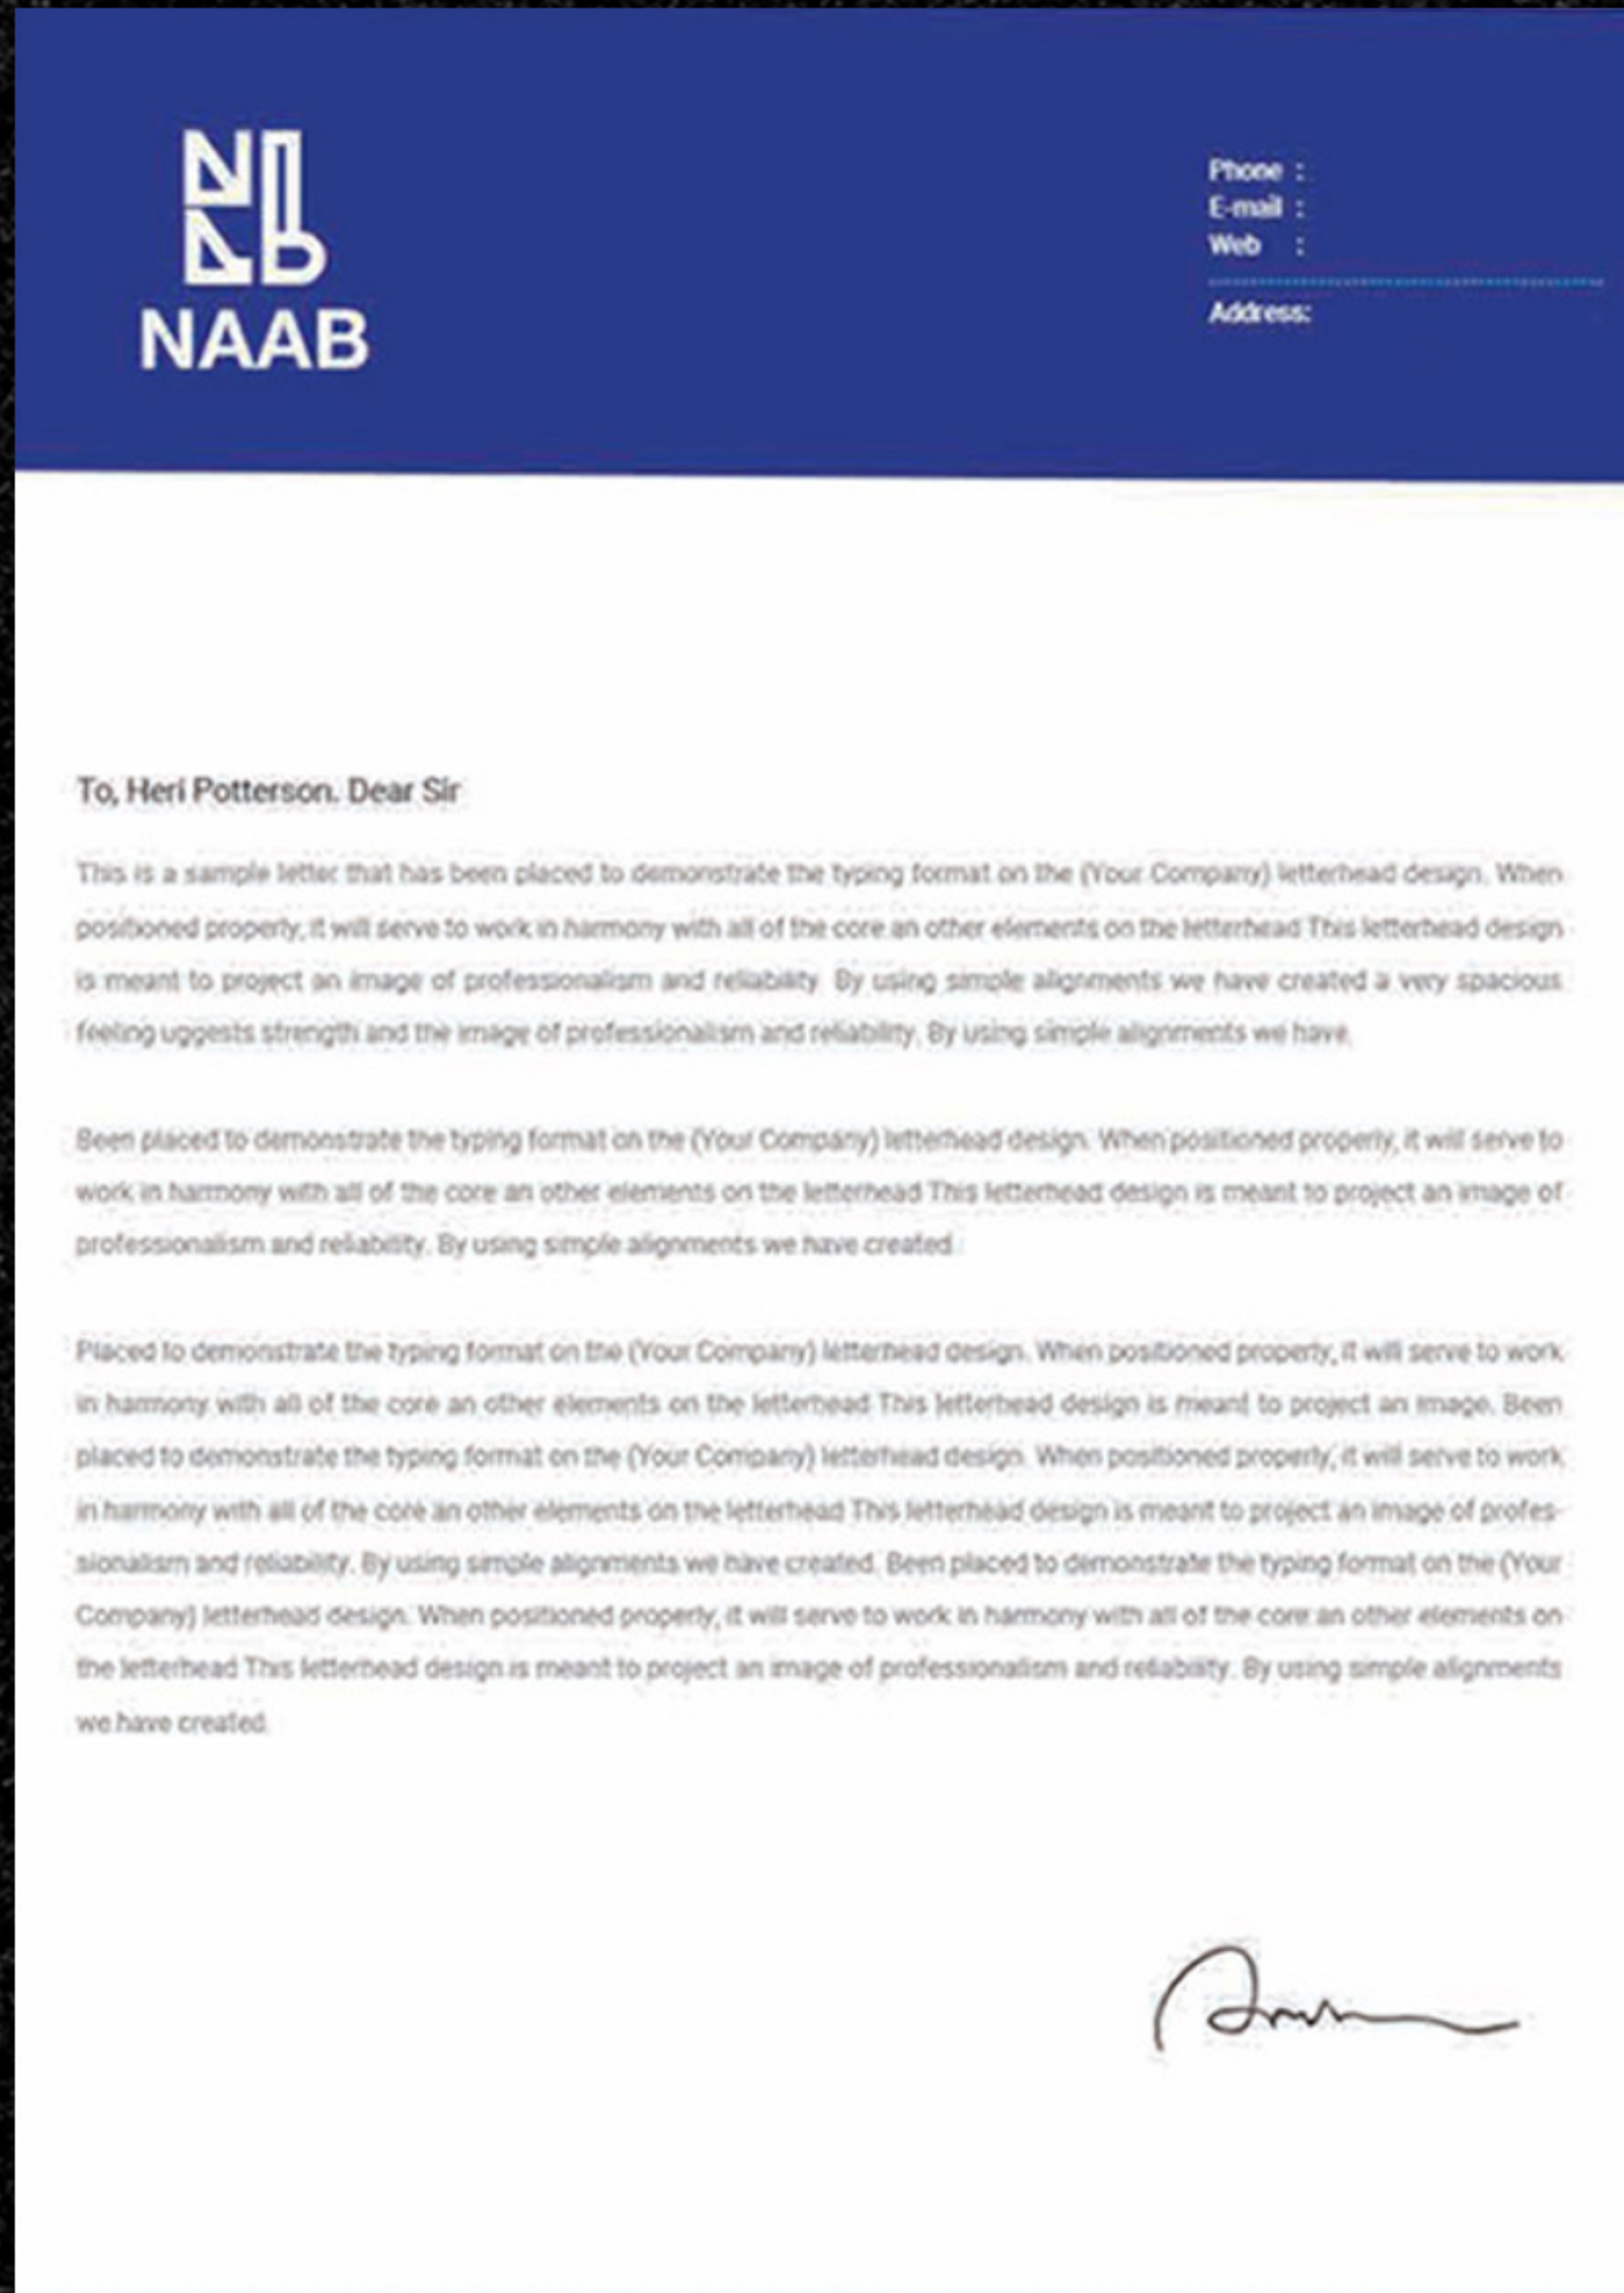 NAAB
Phone :
E-mail :
Web :
Address:
To, Heri Potterson. Dear Sir
This is a sample letter that has been placed to demonstrate the typing format on the (Your Company) letterhead design. When
positioned properly, it will serve to work in harmony with all of the core an other elements on the letterhead This letterhead design
is meant to project an image of professionalism and reliability. By using simple alignments we have created a very spacious
feeling uggests strength and the image of professionalism and reliability. By using simple alignments we have.
Been placed to demonstrate the typing format on the (Your Company) letterhead design. When positioned properly, it will serve to
work in harmony with all of the core an other elements on the letterhead This letterhead design is meant to project an image of
professionalism and reliability. By using simple alignments we have created.
Placed to demonstrate the typing format on the (Your Company) letterhead design. When positioned properly, it will serve to work
in harmony with all of the core an other elements on the letterhead This letterhead design is meant to project an image. Been
placed to demonstrate the typing format on the (Your Company) letterhead design. When positioned properly, it will serve to work
in harmony with all of the core an other elements on the letterhead This letterhead design is meant to project an image of profes-
sionalism and reliability. By using simple alignments we have created. Been placed to demonstrate the typing format on the (Your
Company) letterhead design. When positioned properly, it will serve to work in harmony with all of the core an other elements on
the letterhead This letterhead design is meant to project an image of professionalism and reliability. By using simple alignments
we have created.